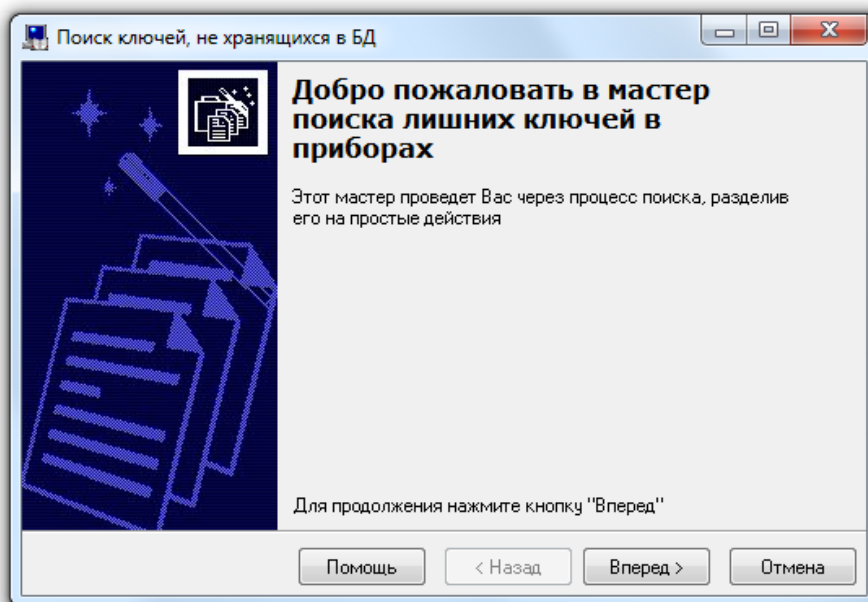 Поиск ключей, не хранящихся в БД
Добро пожаловать в мастер
поиска лишних ключей в
приборах
Этот мастер проведет Вас через процесс поиска, разделив
его на простые действия
Для продолжения нажмите кнопку "Вперед"
Помощь < Назад Вперед > Отмена